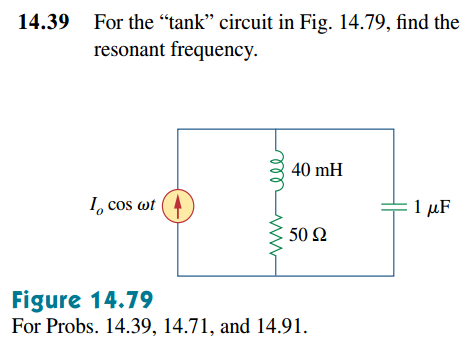 14.39 For the “tank” circuit in Fig. 14.79, find the
resonant frequency.
40 mH
I_o cos ωt
1 μF
50 Ω
Figure 14.79
For Probs. 14.39, 14.71, and 14.91.